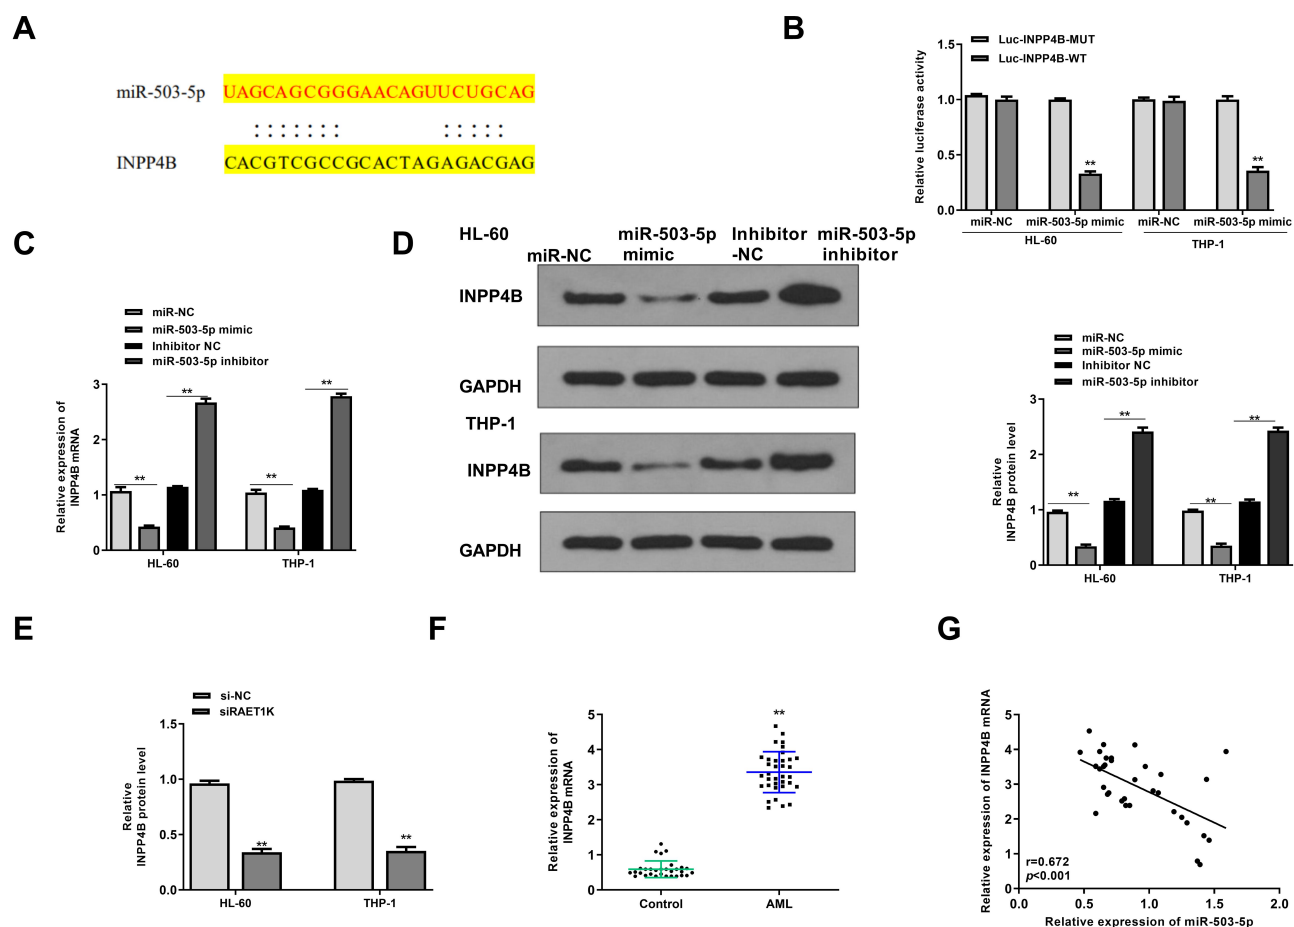 A
miR-503-5p UAGCAGCGGGAACAGUUCUGCAG
: : : : : : : : : : : :
INPP4B CACGTCGCCGCACTAGAGACGAG
B
Luc-INPP4B-MUT
Luc-INPP4B-WT
Relative luciferase activity
1.5
1.0
0.5
0.0
**
**
miR-NC miR-503-5p mimic miR-NC miR-503-5p mimic
HL-60 THP-1
C
miR-NC
miR-503-5p mimic
Inhibitor NC
miR-503-5p inhibitor
Relative expression of
INPP4B mRNA
3
2
1
0
**
**
**
**
HL-60 THP-1
D
HL-60
miR-NC
miR-503-5p
mimic
Inhibitor
-NC
miR-503-5p
inhibitor
INPP4B
GAPDH
THP-1
INPP4B
GAPDH
miR-NC
miR-503-5p mimic
Inhibitor NC
miR-503-5p inhibitor
Relative
INPP4B protein level
3
2
1
0
**
**
**
**
HL-60 THP-1
E
si-NC
siRAET1K
Relative
INPP4B protein level
1.5
1.0
0.5
0.0
**
**
HL-60 THP-1
F
Relative expression of
INPP4B mRNA
5
4
3
2
1
0
**
Control AML
G
Relative expression of INPP4B mRNA
5
4
3
2
1
0
r=0.672
p<0.001
0.0 0.5 1.0 1.5 2.0
Relative expression of miR-503-5p